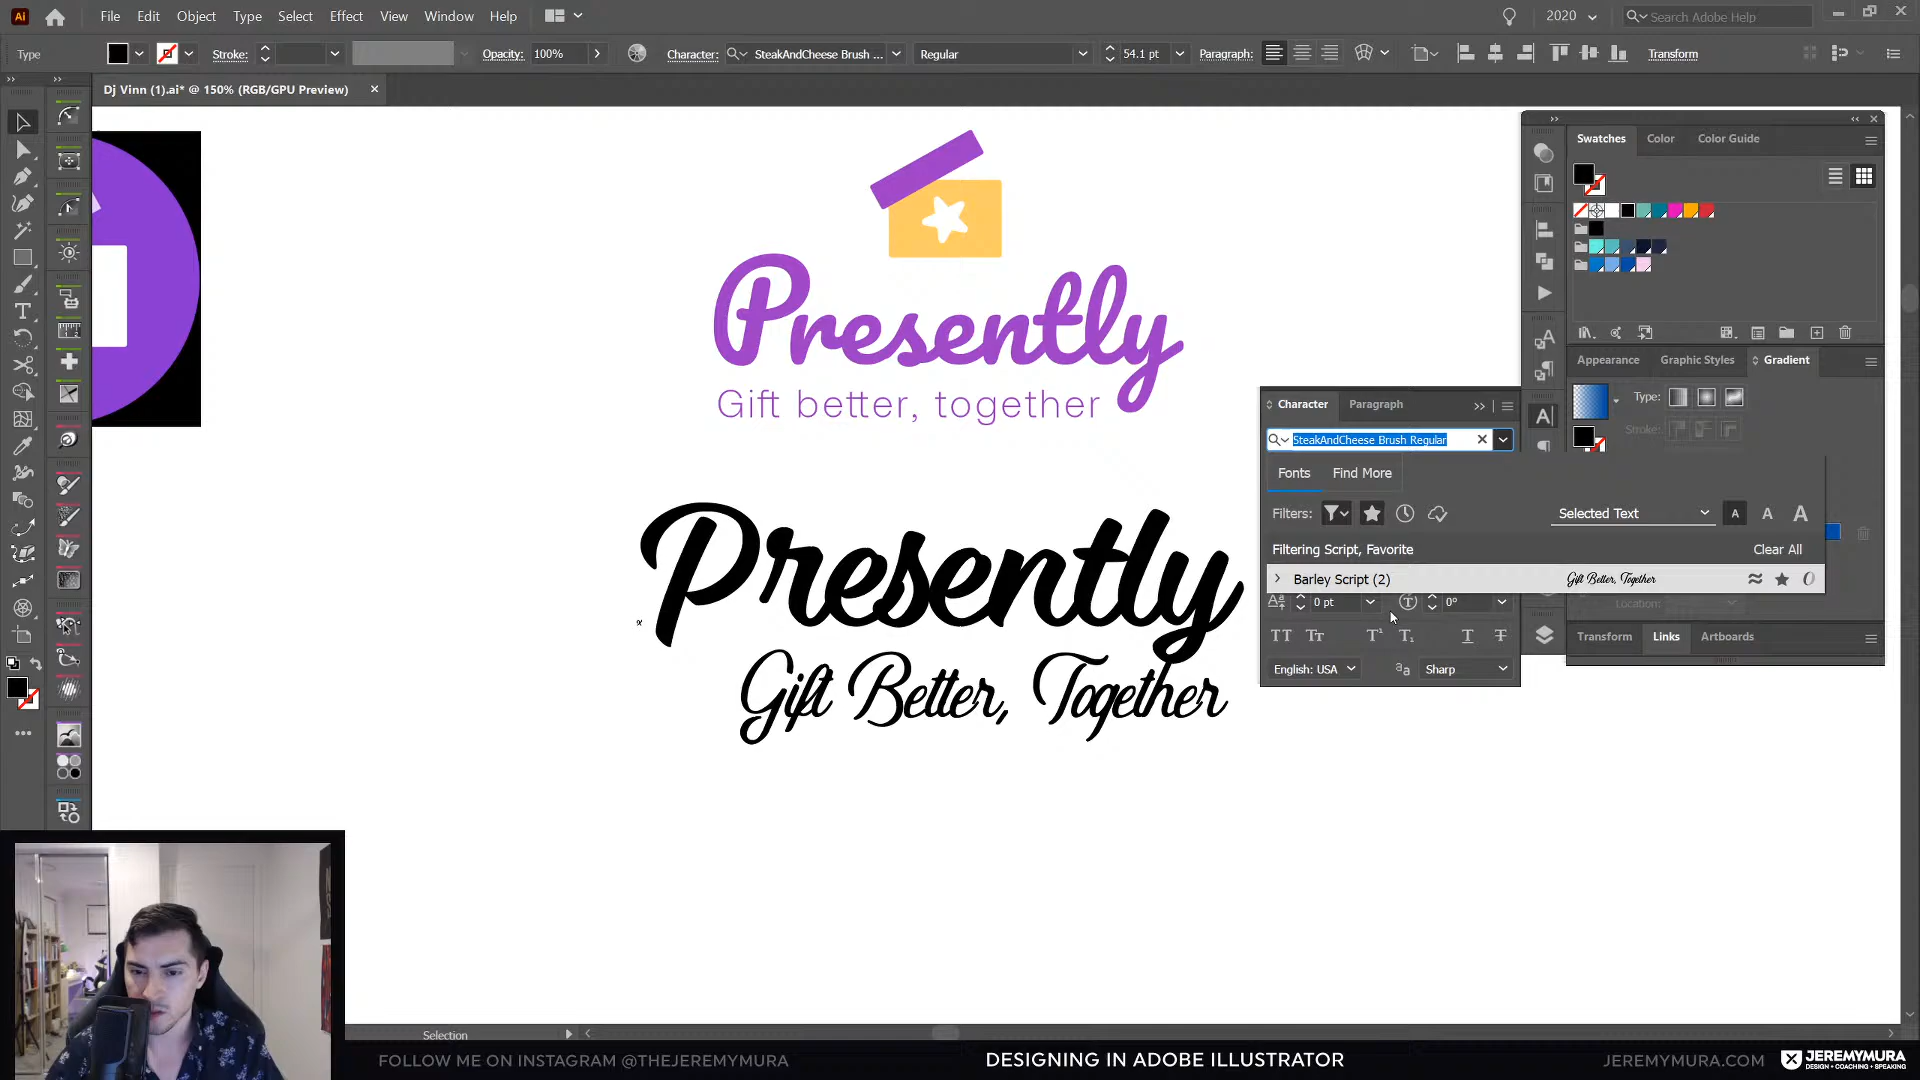 Ai
File Edit Object Type Select Effect View Window Help
2020
Search Adobe Help
Type
Stroke:
Opacity: 100%
Character: SteakAndCheese Brush ...
Regular
54.1 pt
Paragraph:
Transform
Dj Vinn (1).ai* @ 150% (RGB/GPU Preview)
Swatches Color Color Guide
Presently
Gift better, together
Appearance Graphic Styles Gradient
Type:
Stroke:
Character Paragraph
SteakAndCheese Brush Regular
Fonts Find More
Filters:
Selected Text
A A A
Filtering Script, Favorite
Clear All
Barley Script (2)
Gift Better, Together
0 pt
0°
Location:
Transform Links Artboards
English: USA
Sharp
Presently
Gift Better, Together
Selection
FOLLOW ME ON INSTAGRAM @THEJEREMYMURA
DESIGNING IN ADOBE ILLUSTRATOR
JEREMYMURA.COM
JEREMYMURA
DESIGN • COACHING • SPEAKING